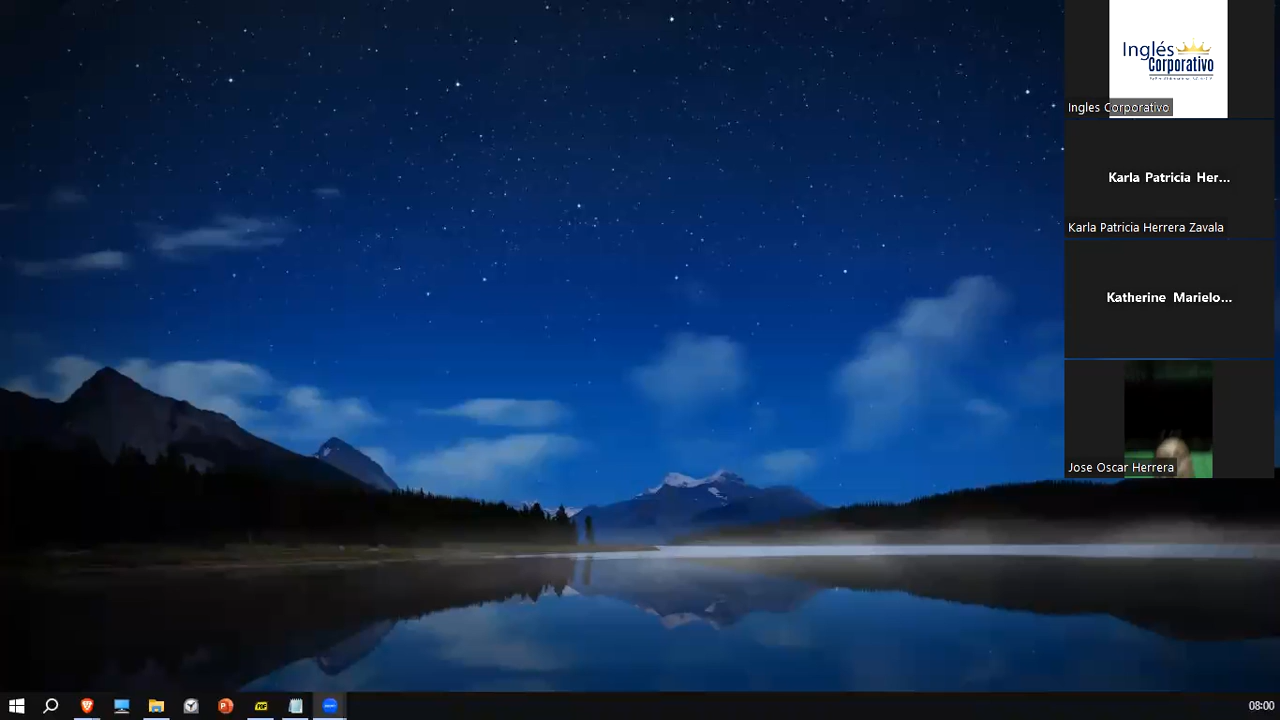 Inglés
Corporativo
Ingles Corporativo
Karla Patricia Her...
Karla Patricia Herrera Zavala
Katherine Marielo...
Jose Oscar Herrera
08:00